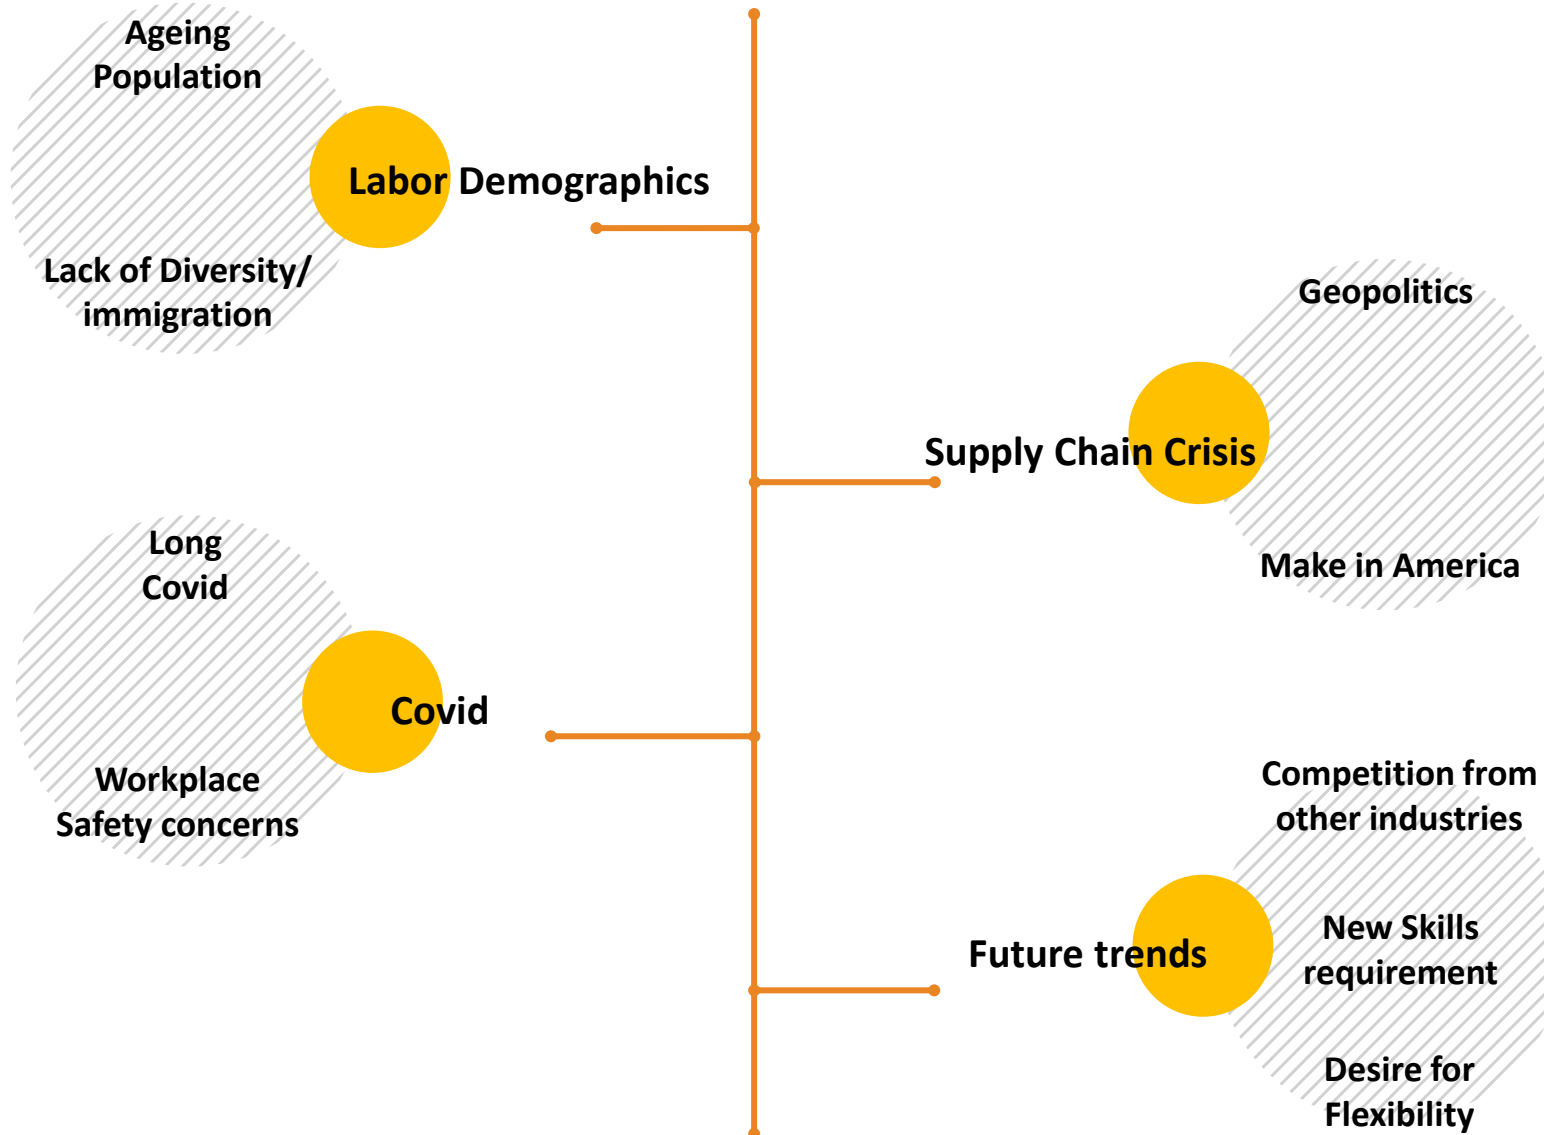 Ageing
Population
Labor Demographics
Lack of Diversity/
immigration
Geopolitics
Supply Chain Crisis
Make in America
Long
Covid
Covid
Workplace
Safety concerns
Competition from
other industries
Future trends
New Skills
requirement
Desire for
Flexibility